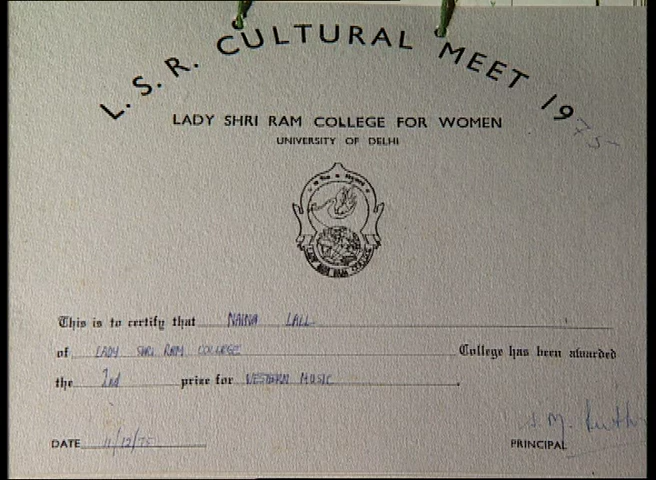 L. S. R. CULTURAL MEET 1975
LADY SHRI RAM COLLEGE FOR WOMEN
UNIVERSITY OF DELHI
This is to certify that NAINA LALL
of LADY SHRI RAM COLLEGE College has been awarded
the 2nd prize for WESTERN MUSIC.
DATE 11/12/75 PRINCIPAL